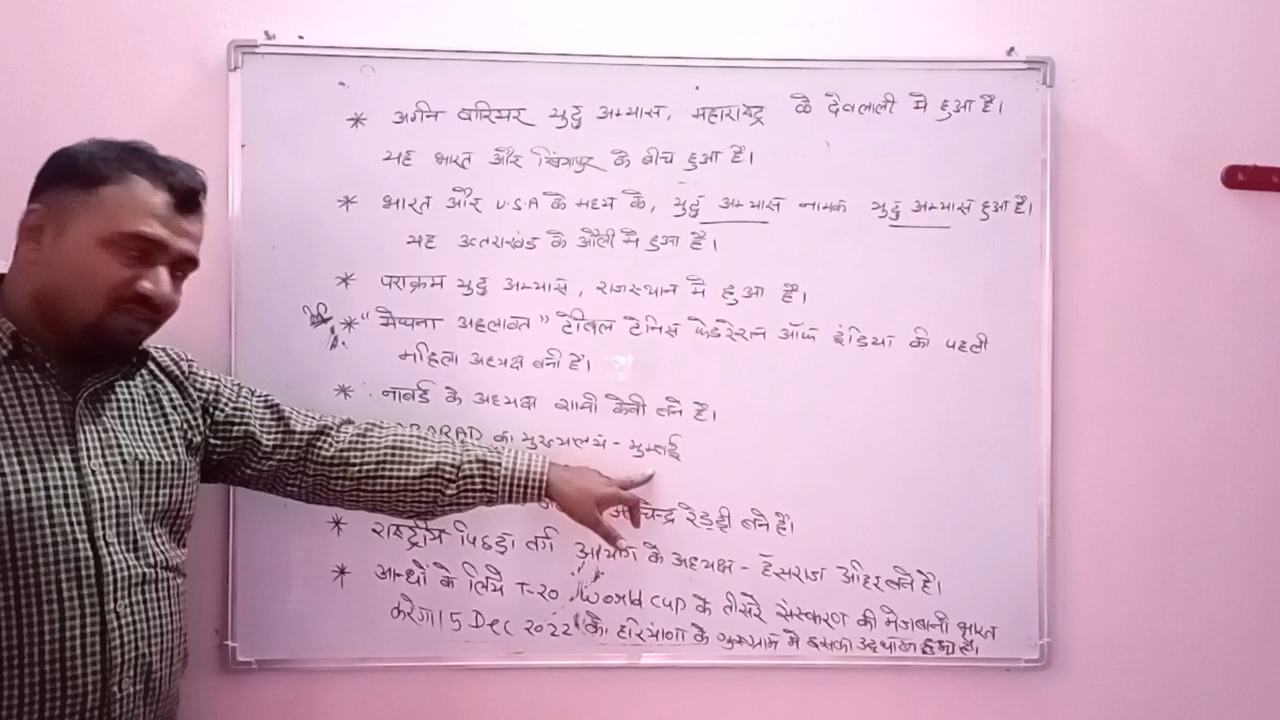 * अग्नि वारियर युद्ध अभ्यास, महाराष्ट्र के देवलाली मे हुआ है।
यह भारत और सिंगापुर के बीच हुआ है।
* भारत और U.S.A के मध्य के, युद्ध अभ्यास नामक युद्ध अभ्यास हुआ है।
यह उत्तराखंड के औली मे हुआ है।
* पराक्रम युद्ध अभ्यास, राजस्थान मे हुआ है।
* "मेघना अहलावत" टेबिल टेनिस फेडरेशन ऑफ इंडिया की पहली
महिला अध्यक्ष बनी है।
* नाबार्ड के अध्यक्ष शाजी केवी बने है।
का मुख्यालय - मुम्बई
चन्द्र रेड्डी बने है।
* राष्ट्रीय पिछड़ा वर्ग आयोग के अध्यक्ष - हंसराज अहिर बने है।
* अन्धों के लिये T-20 World Cup के तीसरे संस्करण की मेजबानी भारत
करेगा। 5 Dec 2022 को हरियाणा के गुरुग्राम मे इसका उद्घाटन हुआ है।